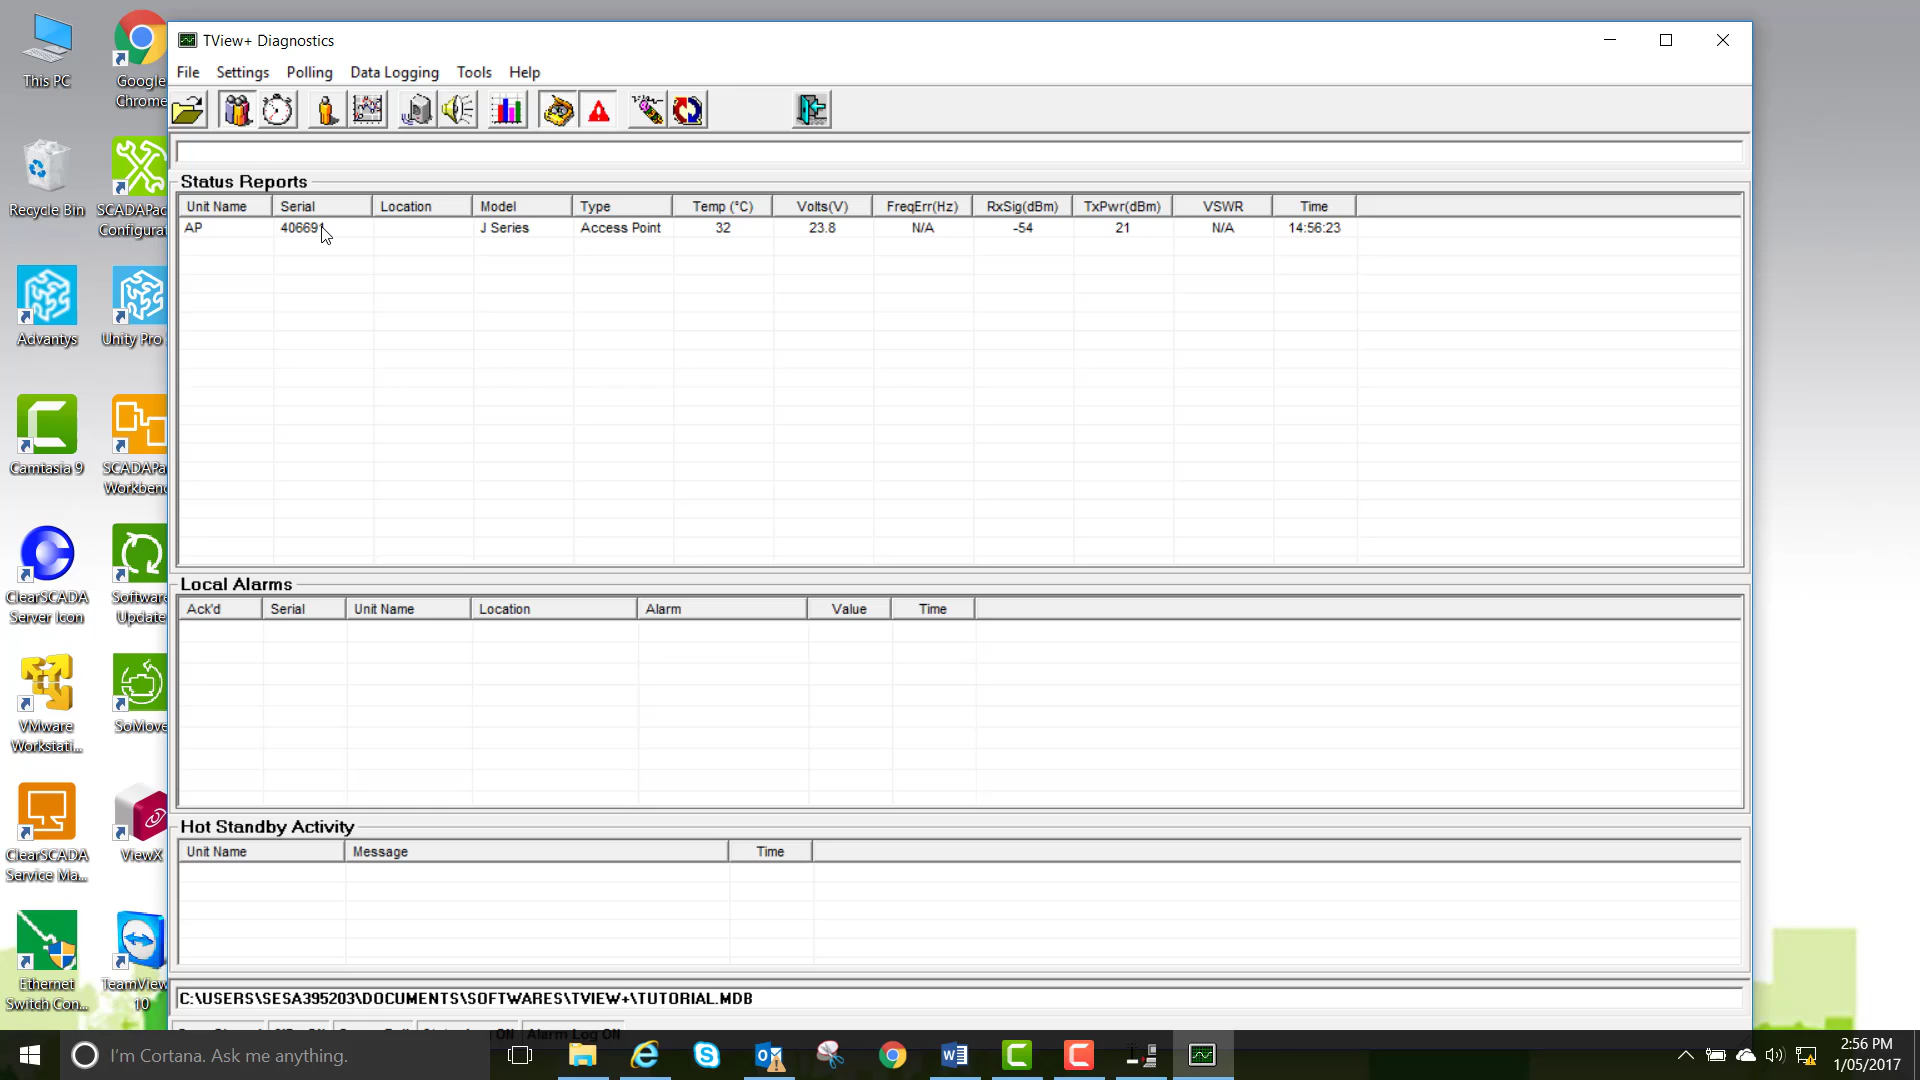 This PC
Google
Chrome
Recycle Bin
SCADAPac
Configurat
Advantys
Unity Pro
Camtasia 9
SCADAPa
Workbenc
ClearSCADA
Server Icon
Software
Update
VMware
Workstati...
SoMove
ClearSCADA
Service Ma...
ViewX
Ethernet
Switch Con...
TeamView
10
TView+ Diagnostics
File Settings Polling Data Logging Tools Help
Status Reports
Unit Name Serial Location Model Type Temp (°C) Volts(V) FreqErr(Hz) RxSig(dBm) TxPwr(dBm) VSWR Time
AP 40669 J Series Access Point 32 23.8 N/A -54 21 N/A 14:56:23
Local Alarms
Ack'd Serial Unit Name Location Alarm Value Time
Hot Standby Activity
Unit Name Message Time
C:\USERS\SESA395203\DOCUMENTS\SOFTWARES\TVIEW+\TUTORIAL.MDB
ON Alarm Log ON
I'm Cortana. Ask me anything.
2:56 PM
1/05/2017